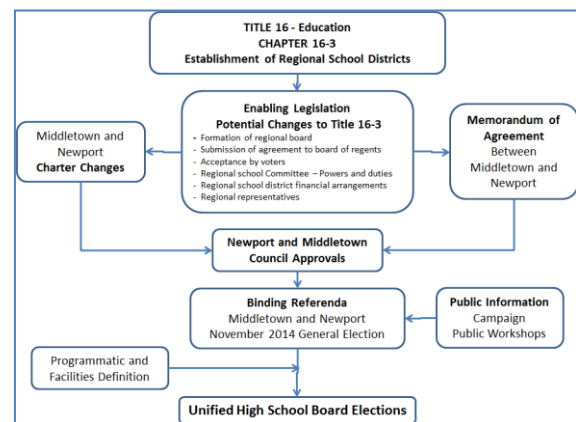 TITLE 16 - Education
CHAPTER 16-3
Establishment of Regional School Districts
Enabling Legislation
Potential Changes to Title 16-3
- Formation of regional board
- Submission of agreement to board of regents
- Acceptance by voters
- Regional school Committee – Powers and duties
- Regional school district financial arrangements
- Regional representatives
Middletown and
Newport
Charter Changes
Memorandum of
Agreement
Between
Middletown and
Newport
Newport and Middletown
Council Approvals
Binding Referenda
Middletown and Newport
November 2014 General Election
Public Information
Campaign
Public Workshops
Programmatic and
Facilities Definition
Unified High School Board Elections